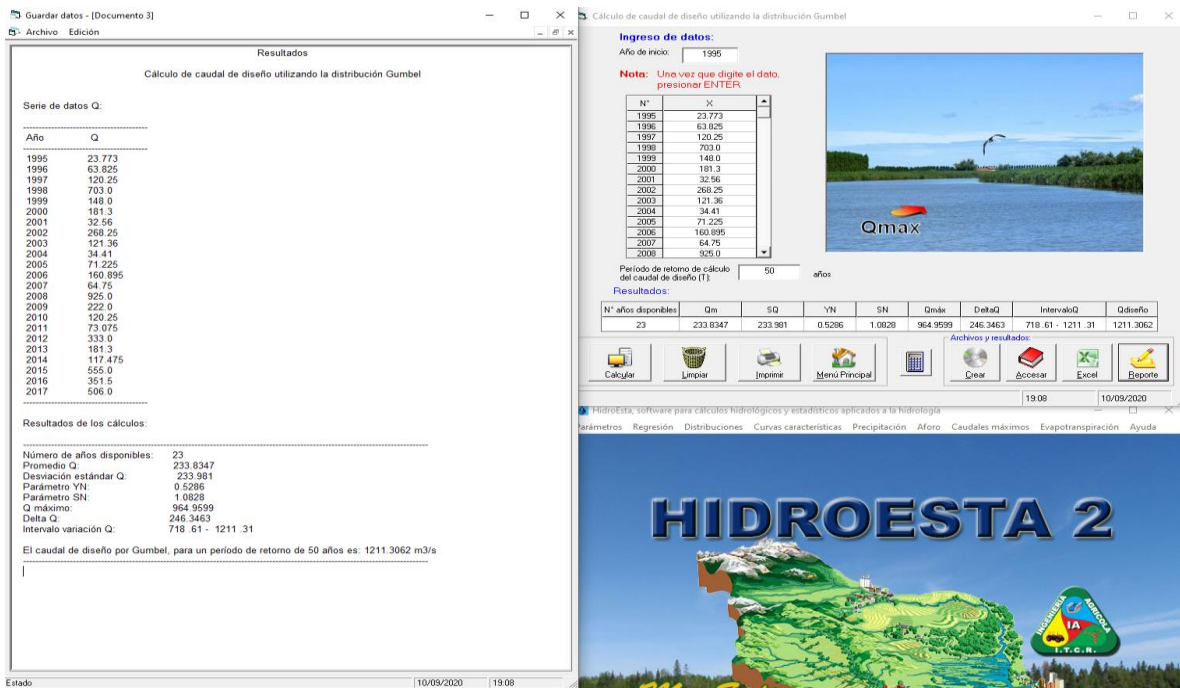 Guardar datos - [Documento 3]
Archivo Edición
Resultados
Cálculo de caudal de diseño utilizando la distribución Gumbel
Serie de datos Q:
Año Q
1995 23.773
1996 63.825
1997 120.25
1998 703.0
1999 148.0
2000 181.3
2001 32.56
2002 268.25
2003 121.36
2004 34.41
2005 71.225
2006 160.895
2007 64.75
2008 925.0
2009 222.0
2010 120.25
2011 73.075
2012 333.0
2013 181.3
2014 117.475
2015 555.0
2016 351.5
2017 506.0
Resultados de los cálculos:
Número de años disponibles: 23
Promedio Q: 233.8347
Desviación estándar Q: 233.981
Parámetro YN: 0.5286
Parámetro SN: 1.0828
Q máximo: 964.9599
Delta Q: 246.3463
Intervalo variación Q: 718 .61 - 1211 .31
El caudal de diseño por Gumbel, para un período de retorno de 50 años es: 1211.3062 m3/s
Estado 10/09/2020 19:08
Cálculo de caudal de diseño utilizando la distribución Gumbel
Ingreso de datos:
Año de inicio: 1995
Nota: Una vez que digite el dato,
presionar ENTER
N° X
1995 23.773
1996 63.825
1997 120.25
1998 703.0
1999 148.0
2000 181.3
2001 32.56
2002 268.25
2003 121.36
2004 34.41
2005 71.225
2006 160.895
2007 64.75
2008 925.0
Qmax
Período de retorno de cálculo
del caudal de diseño (T): 50 años
Resultados:
N° años disponibles Qm SQ YN SN Qmáx DeltaQ IntervaloQ Qdiseño
23 233.8347 233.981 0.5286 1.0828 964.9599 246.3463 718 .61 - 1211 .31 1211.3062
Archivos y resultados:
Calcular Limpiar Imprimir Menú Principal Crear Accesar Excel Reporte
19:08 10/09/2020
HidroEsta, software para cálculos hidrológicos y estadísticos aplicados a la hidrología
Parámetros Regresión Distribuciones Curvas características Precipitación Aforo Caudales máximos Evapotranspiración Ayuda
HIDROESTA 2
INGENIERÍA AGRICOLA
IA
I.T.C.R.